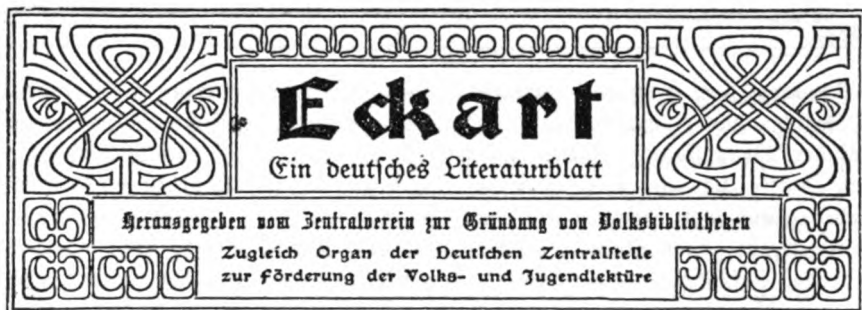 Eckart
Ein deutſches Literaturblatt
Herausgegeben vom Zentralverein zur Gründung von Volksbibliotheken
Zugleich Organ der Deutſchen Zentralſtelle
zur Förderung der Volks- und Jugendlektüre